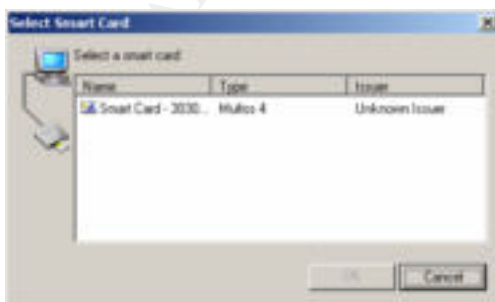 Select Smart Card
Select a smart card
Name Type Issuer
Smart Card - 3030... Multos 4 Unknown Issuer
OK Cancel